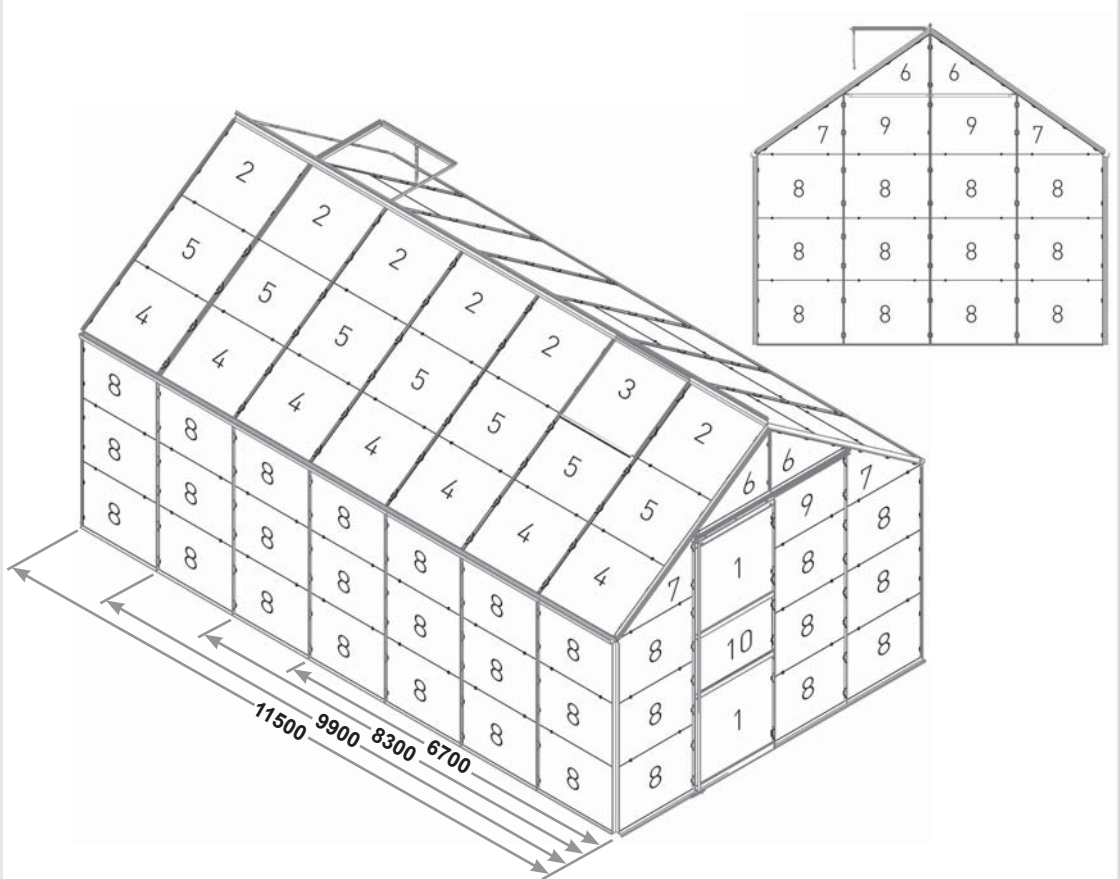 6 6
7 9 9 7
8 8 8 8
8 8 8 8
8 8 8 8
2 2 2 2 2 3 2
5 5 5 5 5 5 5
4 4 4 4 4 4 4
8 8 8 8 8 8 8
8 8 8 8 8 8 8
8 8 8 8 8 8 8
6 6
7 1 9 7
8 10 8 8
8 1 8 8
8 8 8
11500
9900
8300
6700